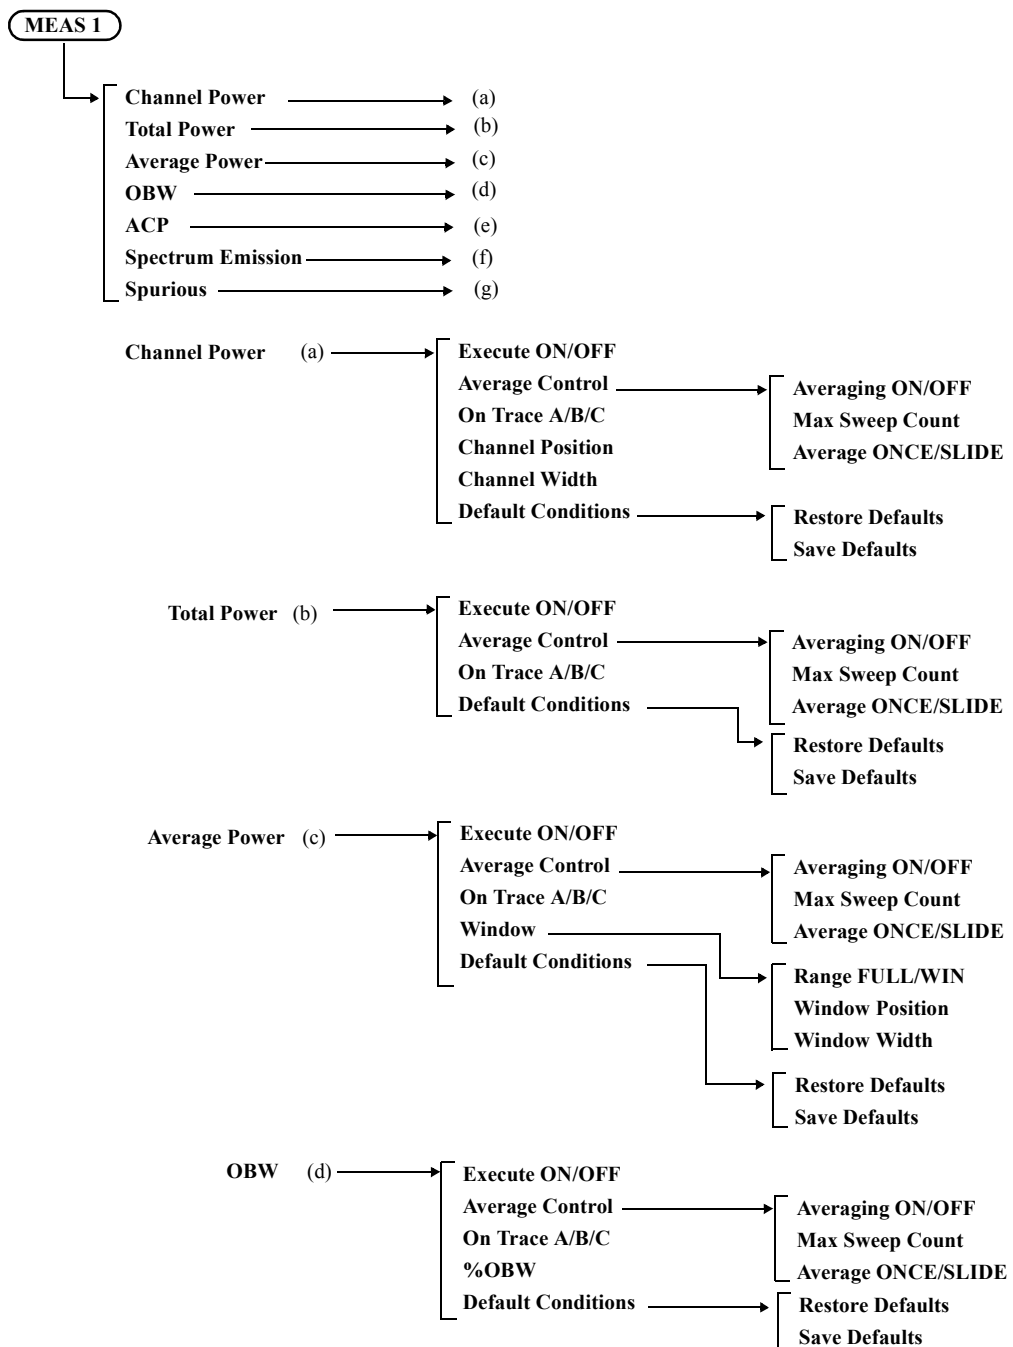 MEAS 1
Channel Power (a)
Total Power (b)
Average Power (c)
OBW (d)
ACP (e)
Spectrum Emission (f)
Spurious (g)
Channel Power (a)
Execute ON/OFF
Average Control
On Trace A/B/C
Channel Position
Channel Width
Default Conditions
Averaging ON/OFF
Max Sweep Count
Average ONCE/SLIDE
Restore Defaults
Save Defaults
Total Power (b)
Execute ON/OFF
Average Control
On Trace A/B/C
Default Conditions
Averaging ON/OFF
Max Sweep Count
Average ONCE/SLIDE
Restore Defaults
Save Defaults
Average Power (c)
Execute ON/OFF
Average Control
On Trace A/B/C
Window
Default Conditions
Averaging ON/OFF
Max Sweep Count
Average ONCE/SLIDE
Range FULL/WIN
Window Position
Window Width
Restore Defaults
Save Defaults
OBW (d)
Execute ON/OFF
Average Control
On Trace A/B/C
%OBW
Default Conditions
Averaging ON/OFF
Max Sweep Count
Average ONCE/SLIDE
Restore Defaults
Save Defaults